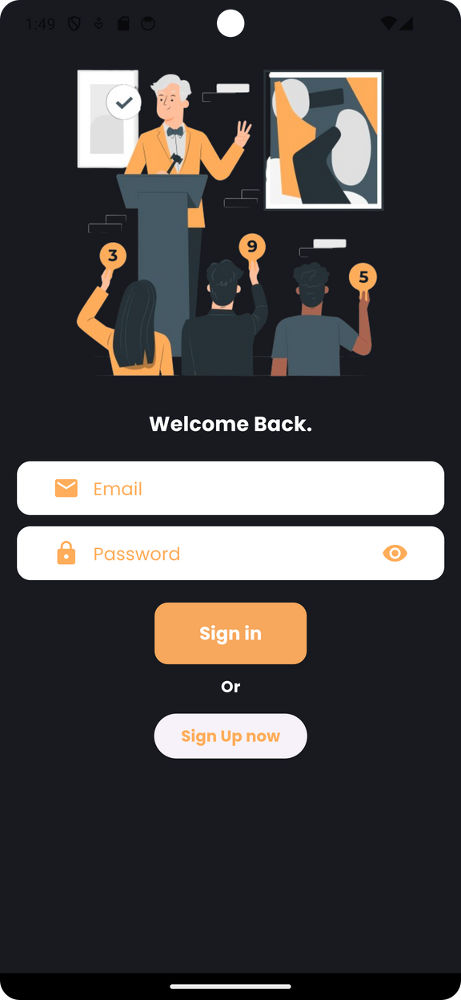 1:49
3
9
5
Welcome Back.
Email
Password
Sign in
Or
Sign Up now